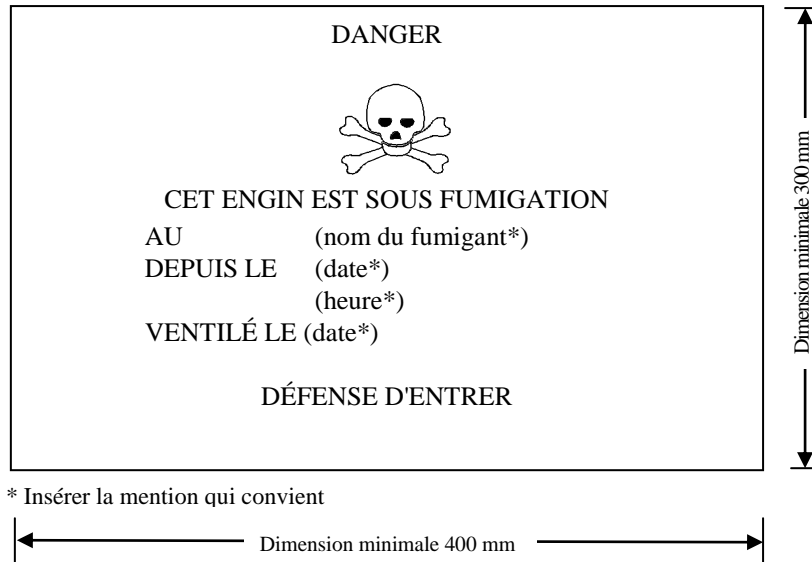 DANGER
CET ENGIN EST SOUS FUMIGATION
AU (nom du fumigant*)
DEPUIS LE (date*)
(heure*)
VENTILÉ LE (date*)
DÉFENSE D'ENTRER
Dimension minimale 300 mm
* Insérer la mention qui convient
Dimension minimale 400 mm